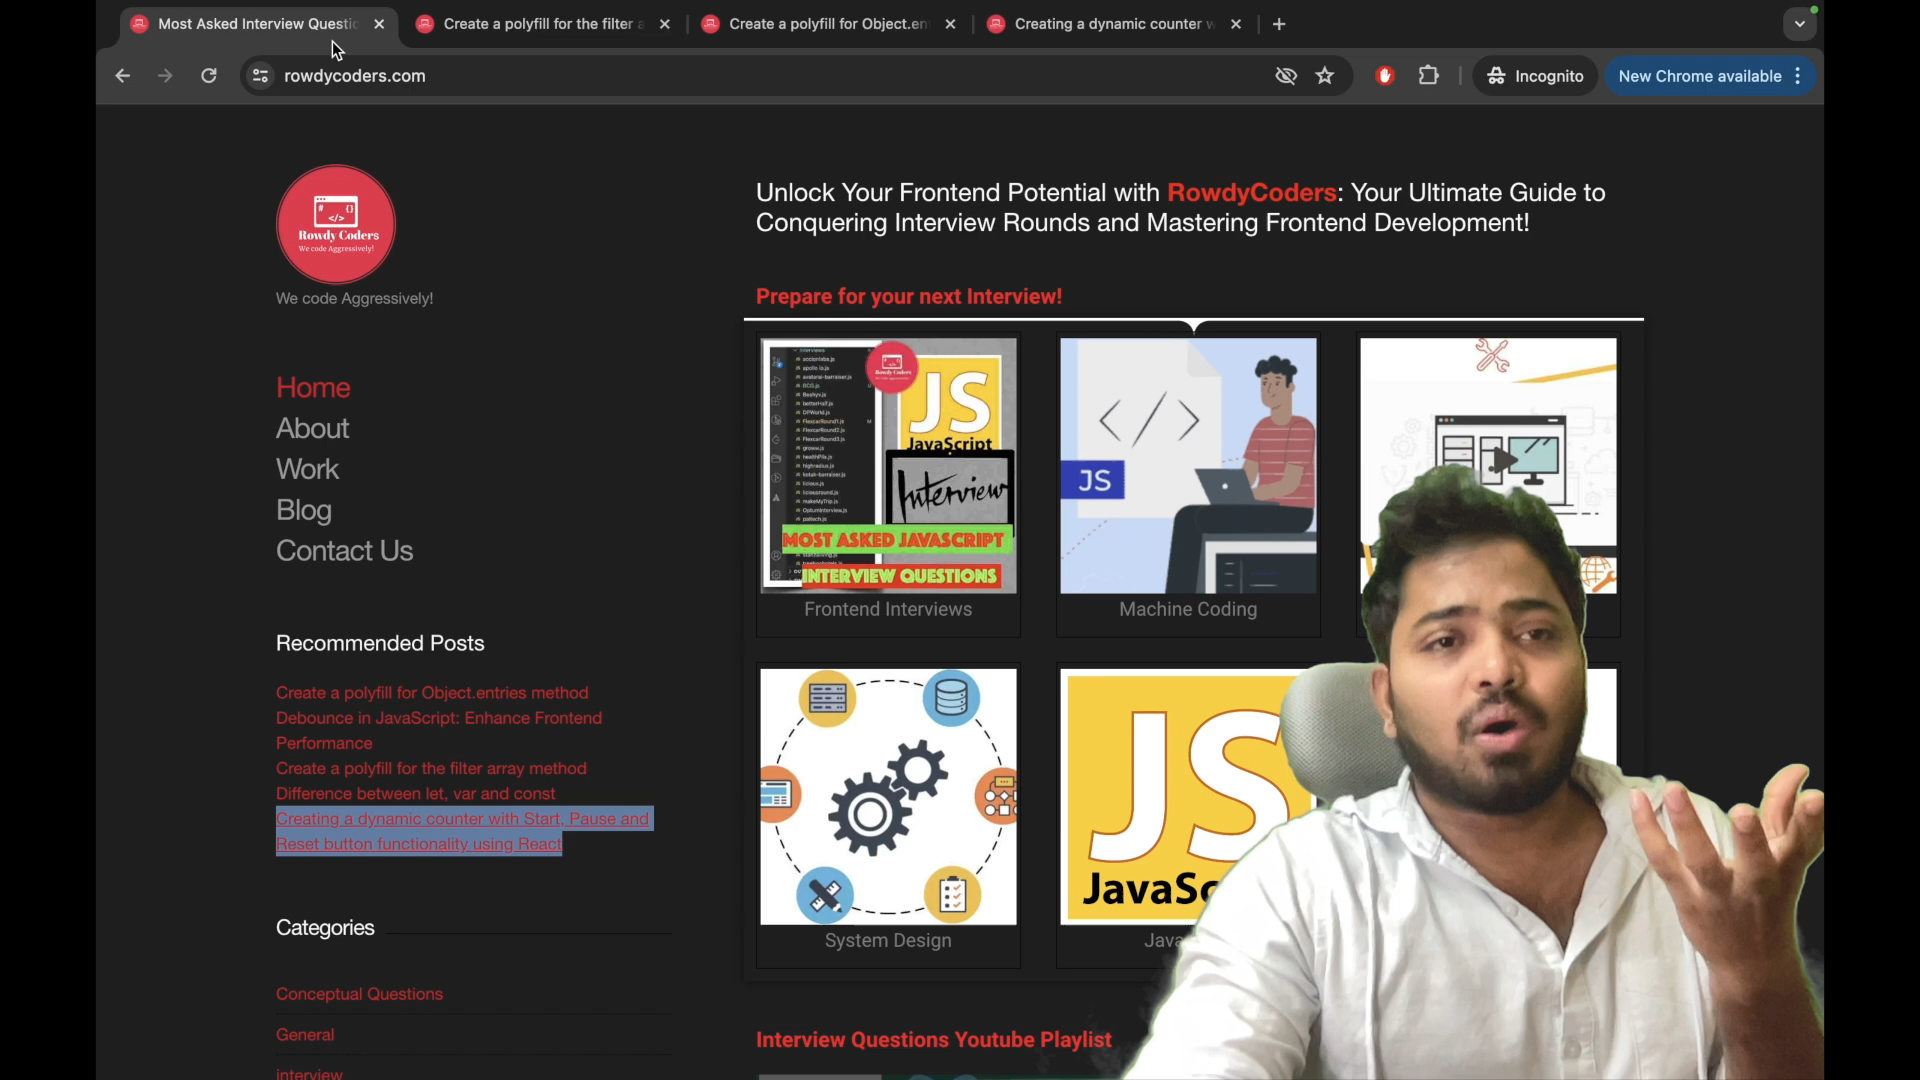 Most Asked Interview Questi
Create a polyfill for the filter a
Create a polyfill for Object.en
Creating a dynamic counter w
rowdycoders.com
Incognito
New Chrome available
# {}
</>
Rowdy Coders
We code Aggressively!
We code Aggressively!
Home
About
Work
Blog
Contact Us
Recommended Posts
Create a polyfill for Object.entries method
Debounce in JavaScript: Enhance Frontend
Performance
Create a polyfill for the filter array method
Difference between let, var and const
Creating a dynamic counter with Start, Pause and
Reset button functionality using React
Categories
Conceptual Questions
General
interview
Unlock Your Frontend Potential with RowdyCoders: Your Ultimate Guide to
Conquering Interview Rounds and Mastering Frontend Development!
Prepare for your next Interview!
JS
JavaScript
Interview
MOST ASKED JAVASCRIPT
INTERVIEW QUESTIONS
Frontend Interviews
</>
JS
Machine Coding
System Design
JS
JavaSc
Java
Interview Questions Youtube Playlist